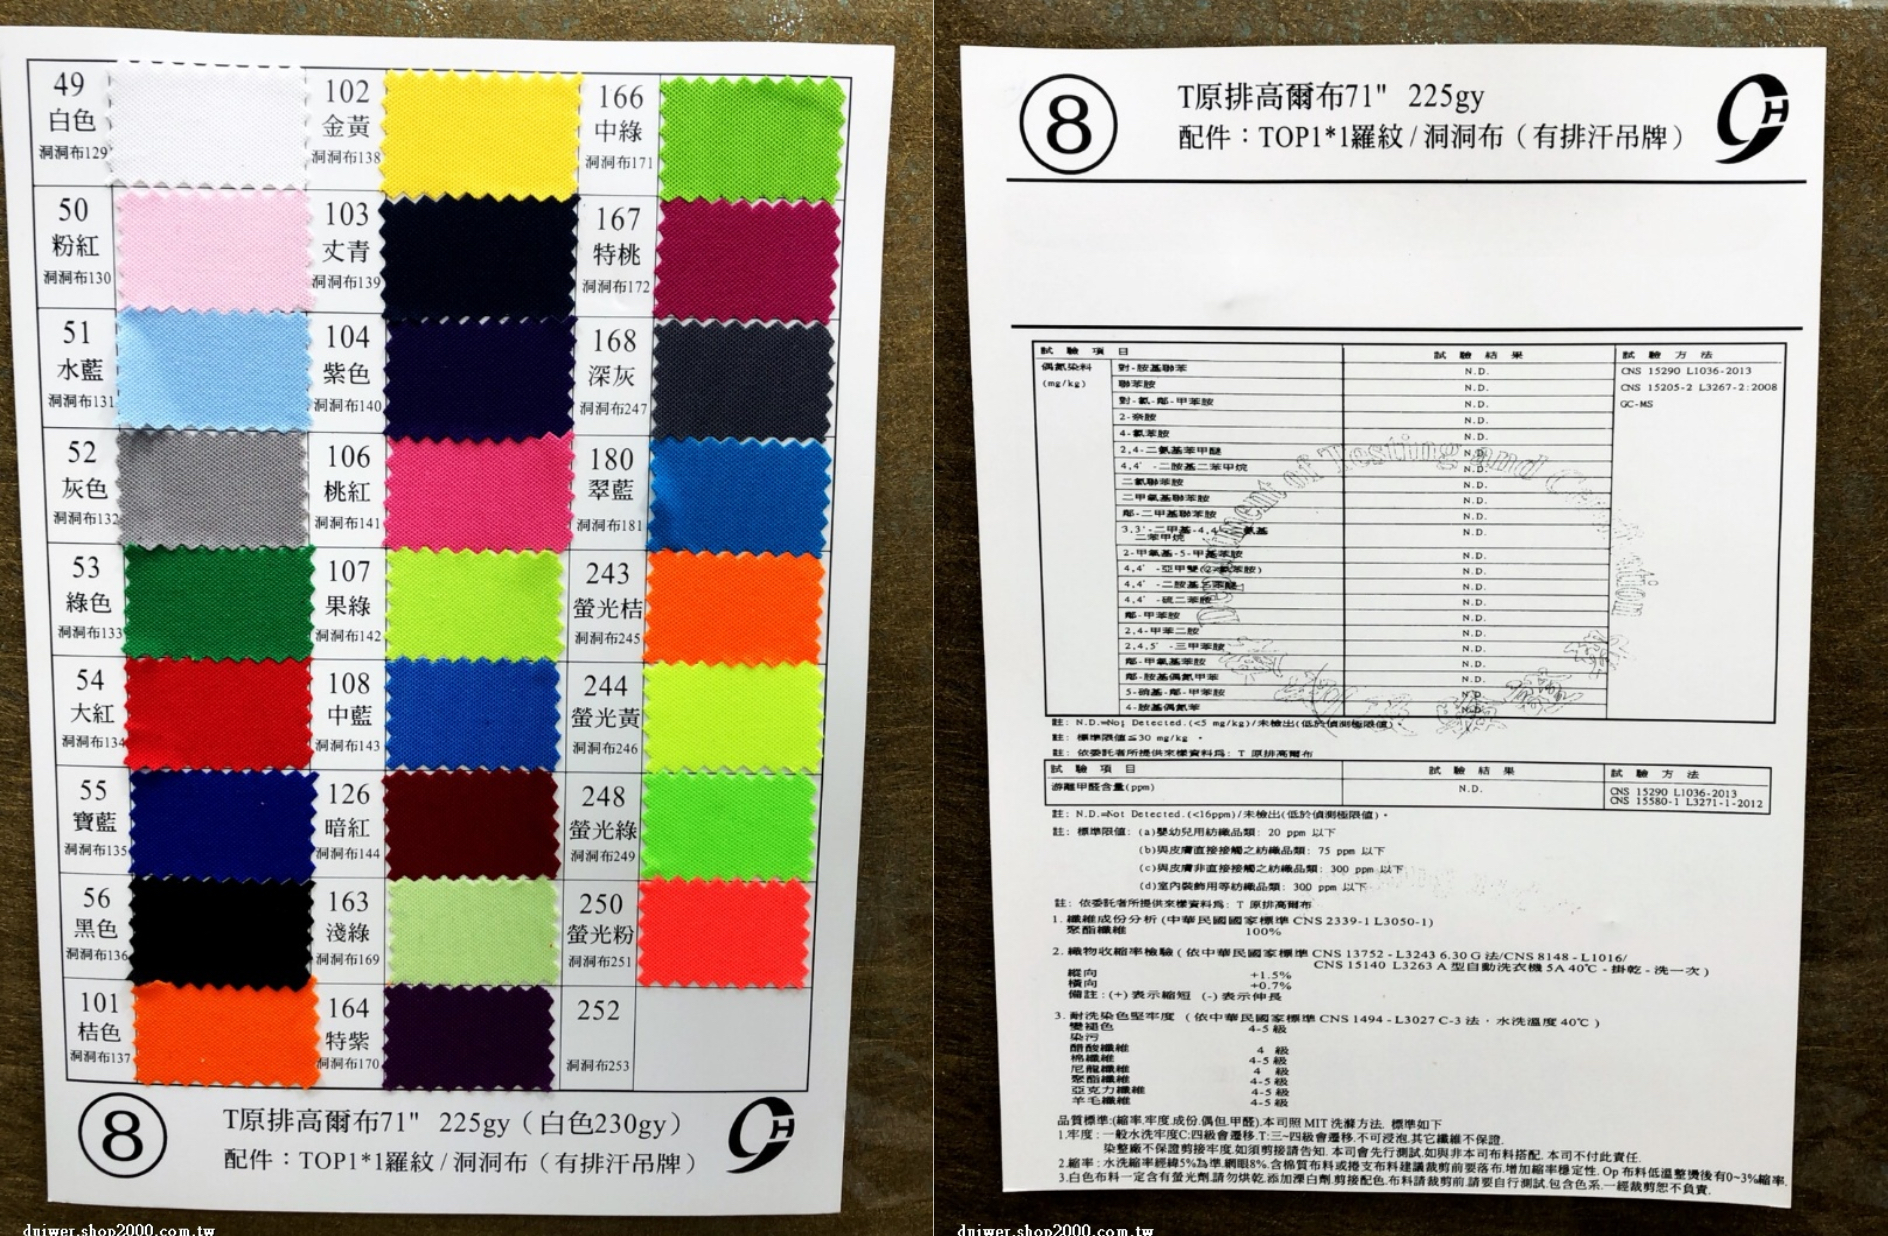 49
白色
洞洞布129
102
金黃
洞洞布138
166
中綠
洞洞布171
50
粉紅
洞洞布130
103
丈青
洞洞布139
167
特桃
洞洞布172
51
水藍
洞洞布131
104
紫色
洞洞布140
168
深灰
洞洞布247
52
灰色
洞洞布132
106
桃紅
洞洞布141
180
翠藍
洞洞布181
53
綠色
洞洞布133
107
果綠
洞洞布142
243
螢光桔
洞洞布245
54
大紅
洞洞布134
108
中藍
洞洞布143
244
螢光黃
洞洞布246
55
寶藍
洞洞布135
126
暗紅
洞洞布144
248
螢光綠
洞洞布249
56
黑色
洞洞布136
163
淺綠
洞洞布169
250
螢光粉
洞洞布251
101
桔色
洞洞布137
164
特紫
洞洞布170
252
洞洞布253
8 T原排高爾布71" 225gy（白色230gy）
配件：TOP1*1羅紋 / 洞洞布（有排汗吊牌）
dniwer.shop2000.com.tw
8 T原排高爾布71" 225gy
配件：TOP1*1羅紋 / 洞洞布（有排汗吊牌）
試驗項目 試驗結果 試驗方法
偶氮染料 對-胺基聯苯 N.D. CNS 15290 L1036-2013
(mg/kg) 聯苯胺 N.D. CNS 15205-2 L3267-2:2008
對-氯-鄰-甲苯胺 N.D. GC-MS
2-奈胺 N.D.
4-氯苯胺 N.D.
2,4-二氨基苯甲醚 N.D.
4,4'-二胺基二苯甲烷 N.D.
二氯聯苯胺 N.D.
二甲氧基聯苯胺 N.D.
鄰-二甲基聯苯胺 N.D.
3,3'-二甲基-4,4' 氨基
二苯甲烷 N.D.
2-甲氧基-5-甲基苯胺 N.D.
4,4'-亞甲雙(2-氯苯胺) N.D.
4,4'-二胺基二苯醚 N.D.
4,4'-硫二苯胺 N.D.
鄰-甲苯胺 N.D.
2,4-甲苯二胺 N.D.
2,4,5'-三甲苯胺 N.D.
鄰-甲氧基苯胺 N.D.
鄰-胺基偶氮甲苯 N.D.
5-硝基-鄰-甲苯胺 N.D.
4-胺基偶氮苯 N.D.
註: N.D.=Not Detected.(<5 mg/kg)/未檢出(低於偵測極限值)
註: 標準限值≦30 mg/kg。
註: 依委託者所提供來樣資料為: T 原排高爾布
試驗項目 試驗結果 試驗方法
游離甲醛含量(ppm) N.D. CNS 15290 L1036-2013
CNS 15580-1 L3271-1-2012
註: N.D.=Not Detected.(<16ppm)/未檢出(低於偵測極限值)。
註: 標準限值: (a)嬰幼兒用紡織品類: 20 ppm 以下
(b)與皮膚直接接觸之紡織品類: 75 ppm 以下
(c)與皮膚非直接接觸之紡織品類: 300 ppm 以下
(d)室內裝飾用等紡織品類: 300 ppm 以下
註: 依委託者所提供來樣資料為: T 原排高爾布
1. 纖維成份分析 (中華民國國家標準 CNS 2339-1 L3050-1)
聚酯纖維 100%
2. 織物收縮率檢驗 ( 依中華民國國家標準 CNS 13752 - L3243 6.30 G 法/CNS 8148 - L1016/
CNS 15140 L3263 A 型自動洗衣機 5A 40℃ - 掛乾 - 洗一次 )
縱向 +1.5%
橫向 +0.7%
備註 : (+) 表示縮短 (-) 表示伸長
3. 耐洗染色堅牢度 ( 依中華民國國家標準 CNS 1494 - L3027 C-3 法，水洗溫度 40℃ )
變褪色 4-5 級
染污
醋酸纖維 4 級
棉纖維 4-5 級
尼龍纖維 4 級
聚酯纖維 4-5 級
亞克力纖維 4-5 級
羊毛纖維 4-5 級
品質標準:(縮率.牢度.成份.偶但.甲醛).本司照 MIT 洗滌方法. 標準如下
1.牢度：一般水洗牢度C:四級會遷移.T:三~四級會遷移.不可浸泡.其它纖維不保證.
染整廠不保證剪接牢度.如須剪接請告知. 本司會先行測試.如與非本司布料搭配. 本司不付此責任.
2.縮率：水洗縮率經緯5%為準.網眼8%.含棉質布料或捲支布料建議裁剪前要落布.增加縮率穩定性. Op 布料低溫整燙後有0~3%縮率.
3.白色布料一定含有螢光劑.請勿烘乾.添加漂白劑.剪接配色.布料請裁剪前.請要自行測試.包含色系.一經裁剪恕不負責.
dniwer.shop2000.com.tw